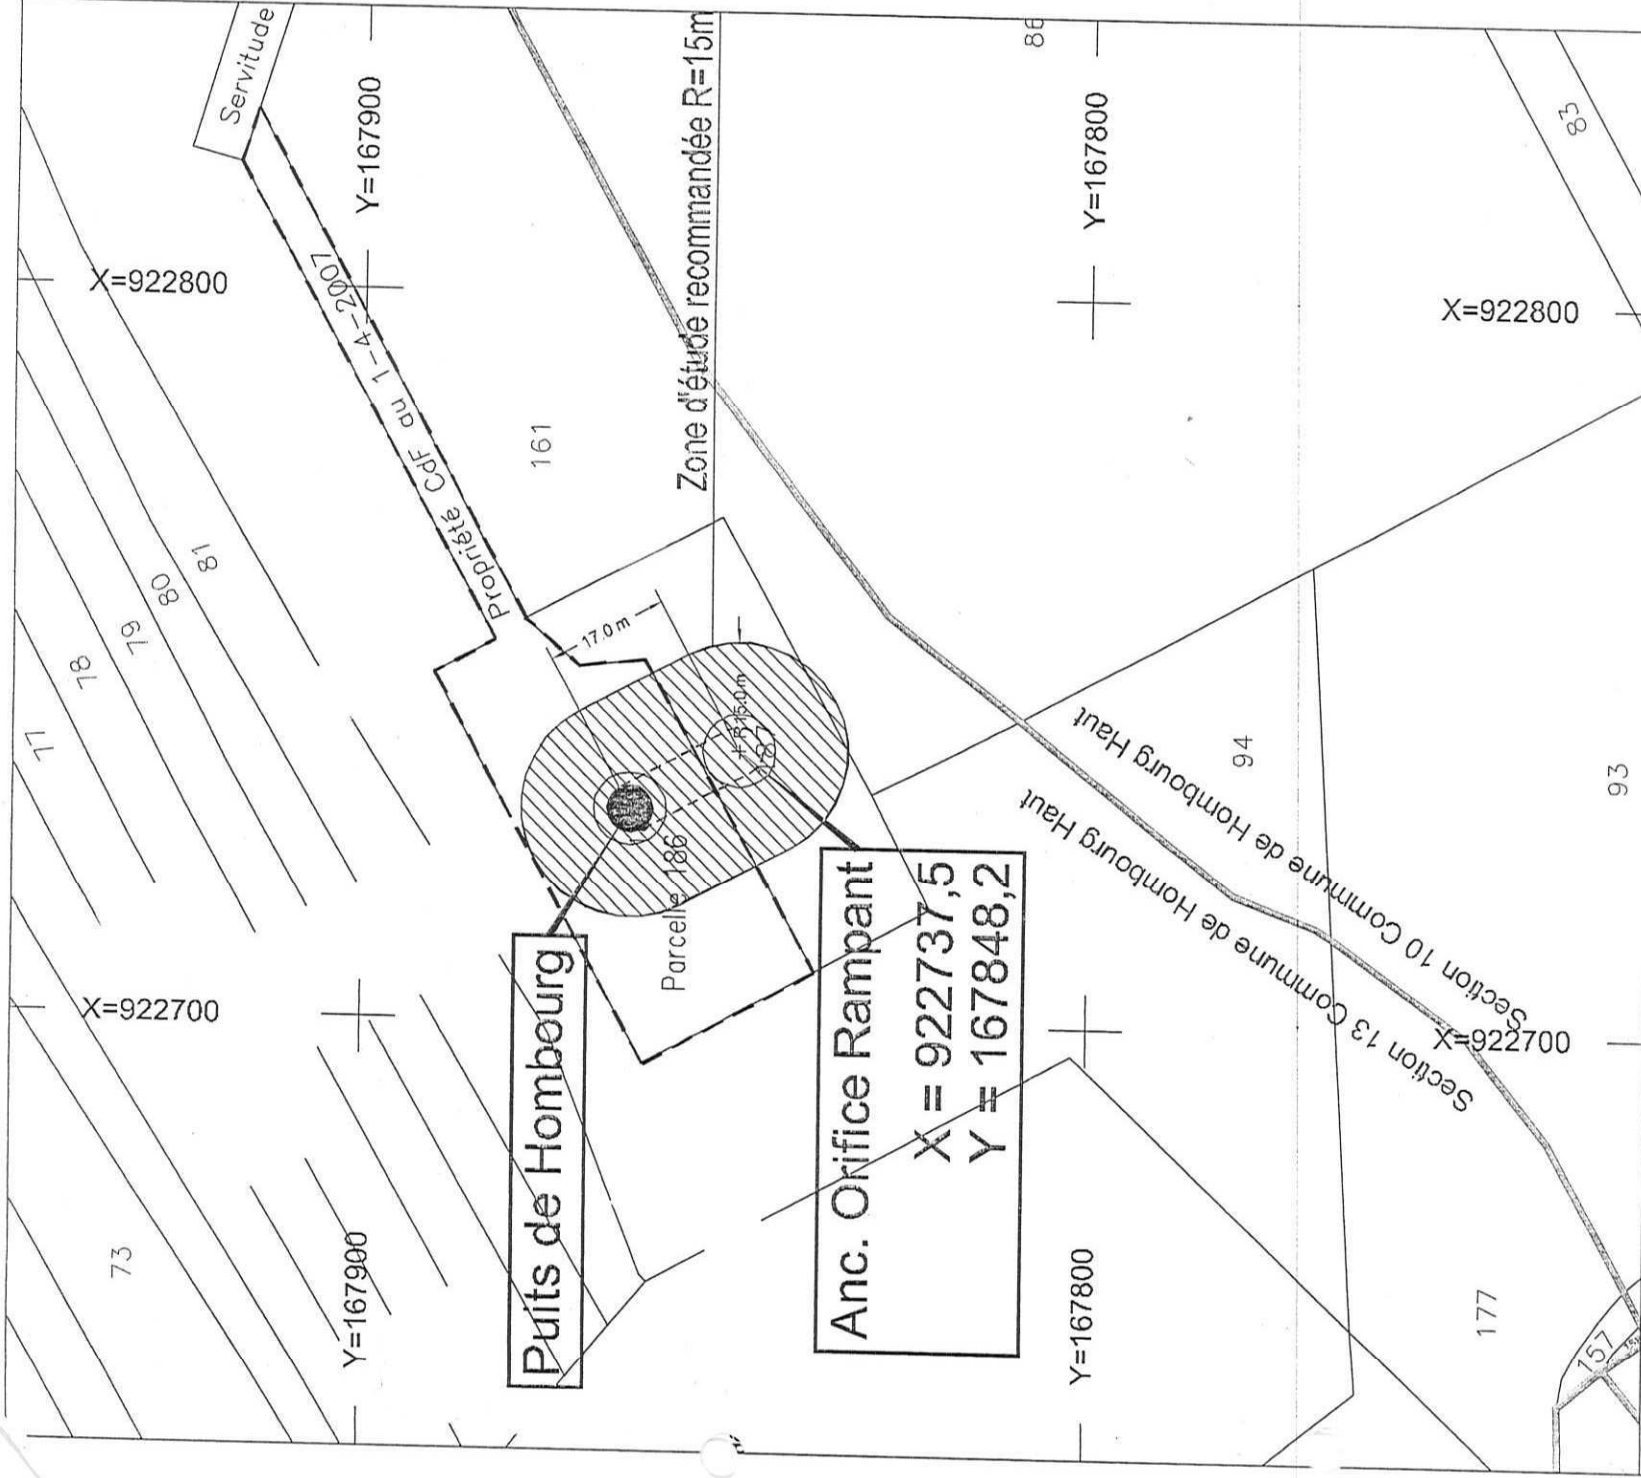 Servitude
Y=167900
X=922800
Propriété CdF au 1-4-2007
Zone d'étude recommandée R=15m
86
Y=167800
83
X=922800
161
77
78
79
80
81
17.0 m
R 15.0m
187
Parcelle 186
Puits de Hombourg
Anc. Orifice Rampant
X = 922737,5
Y = 167848,2
94
93
Section 10 Commune de Hombourg Haut
Section 13 Commune de Hombourg Haut
X=922700
X=922700
73
Y=167900
Y=167800
177
157